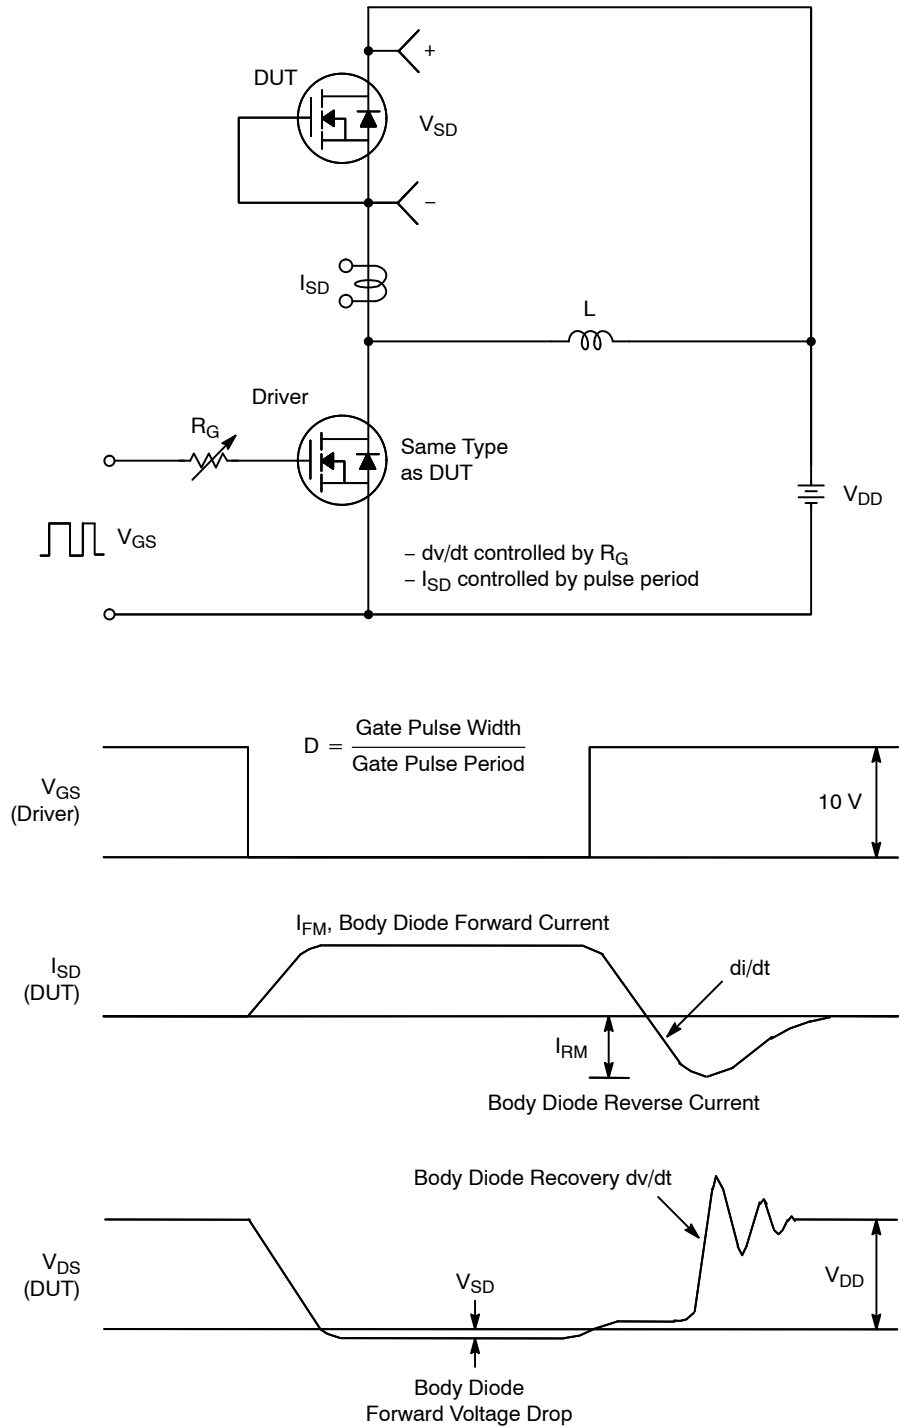 +
DUT
V_SD
−
I_SD
L
Driver
R_G
Same Type
as DUT
V_DD
V_GS
− dv/dt controlled by R_G
− I_SD controlled by pulse period
D = Gate Pulse Width
Gate Pulse Period
V_GS
(Driver)
10 V
I_FM, Body Diode Forward Current
I_SD
(DUT)
di/dt
I_RM
Body Diode Reverse Current
Body Diode Recovery dv/dt
V_DS
(DUT)
V_SD
V_DD
Body Diode
Forward Voltage Drop